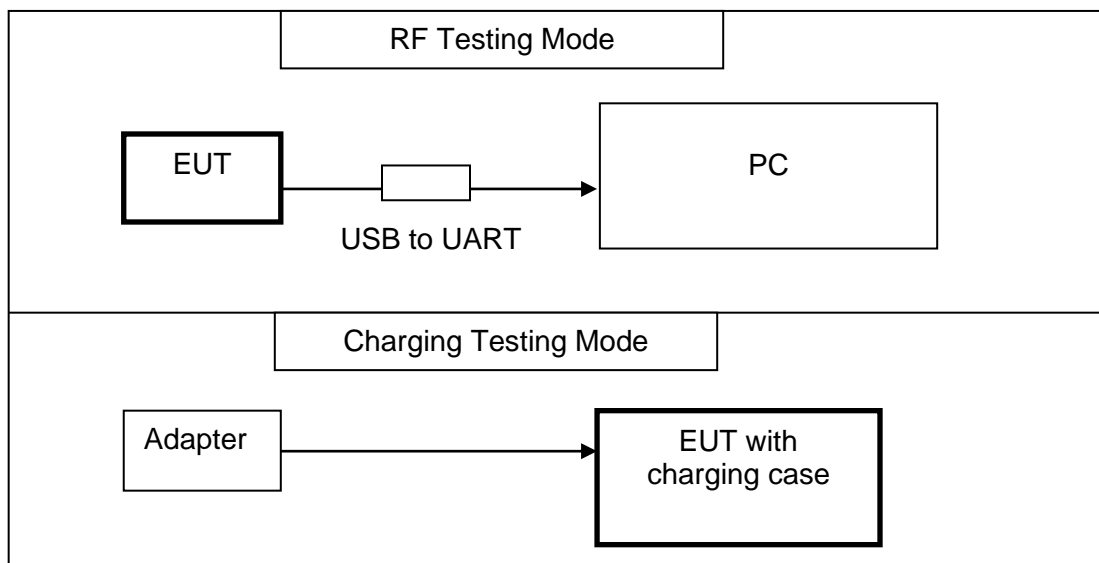 RF Testing Mode
EUT
PC
USB to UART
Charging Testing Mode
Adapter
EUT with
charging case